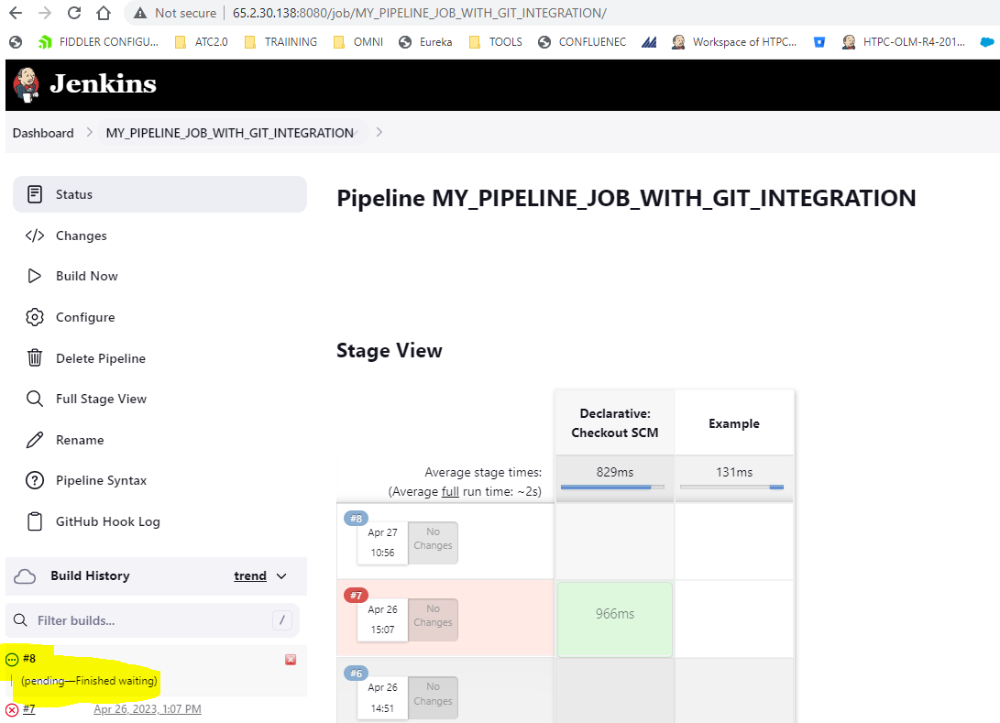 Not secure | 65.2.30.138:8080/job/MY_PIPELINE_JOB_WITH_GIT_INTEGRATION/
FIDDLER CONFIGU... ATC2.0 TRAIINING OMNI Eureka TOOLS CONFLUENEC Workspace of HTPC... HTPC-OLM-R4-201...
Jenkins
Dashboard > MY_PIPELINE_JOB_WITH_GIT_INTEGRATION >
Status
Changes
Build Now
Configure
Delete Pipeline
Full Stage View
Rename
Pipeline Syntax
GitHub Hook Log
Build History trend
Filter builds... /
#8
(pending—Finished waiting)
#7 Apr 26, 2023, 1:07 PM
Pipeline MY_PIPELINE_JOB_WITH_GIT_INTEGRATION
Stage View
Declarative:
Checkout SCM
Example
Average stage times:
(Average full run time: ~2s)
829ms
131ms
#8
Apr 27
10:56
No
Changes
#7
Apr 26
15:07
No
Changes
966ms
#6
Apr 26
14:51
No
Changes